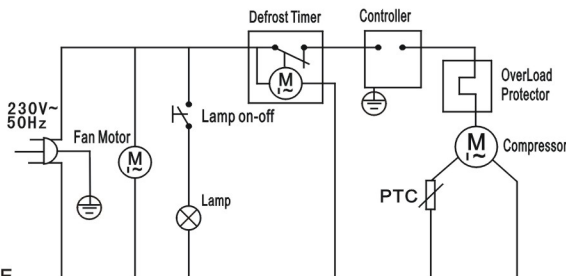 Defrost Timer
Controller
OverLoad
Protector
230V~
50Hz
Fan Motor
M
~
Lamp on-off
M
~
M
~
Compressor
Lamp
PTC